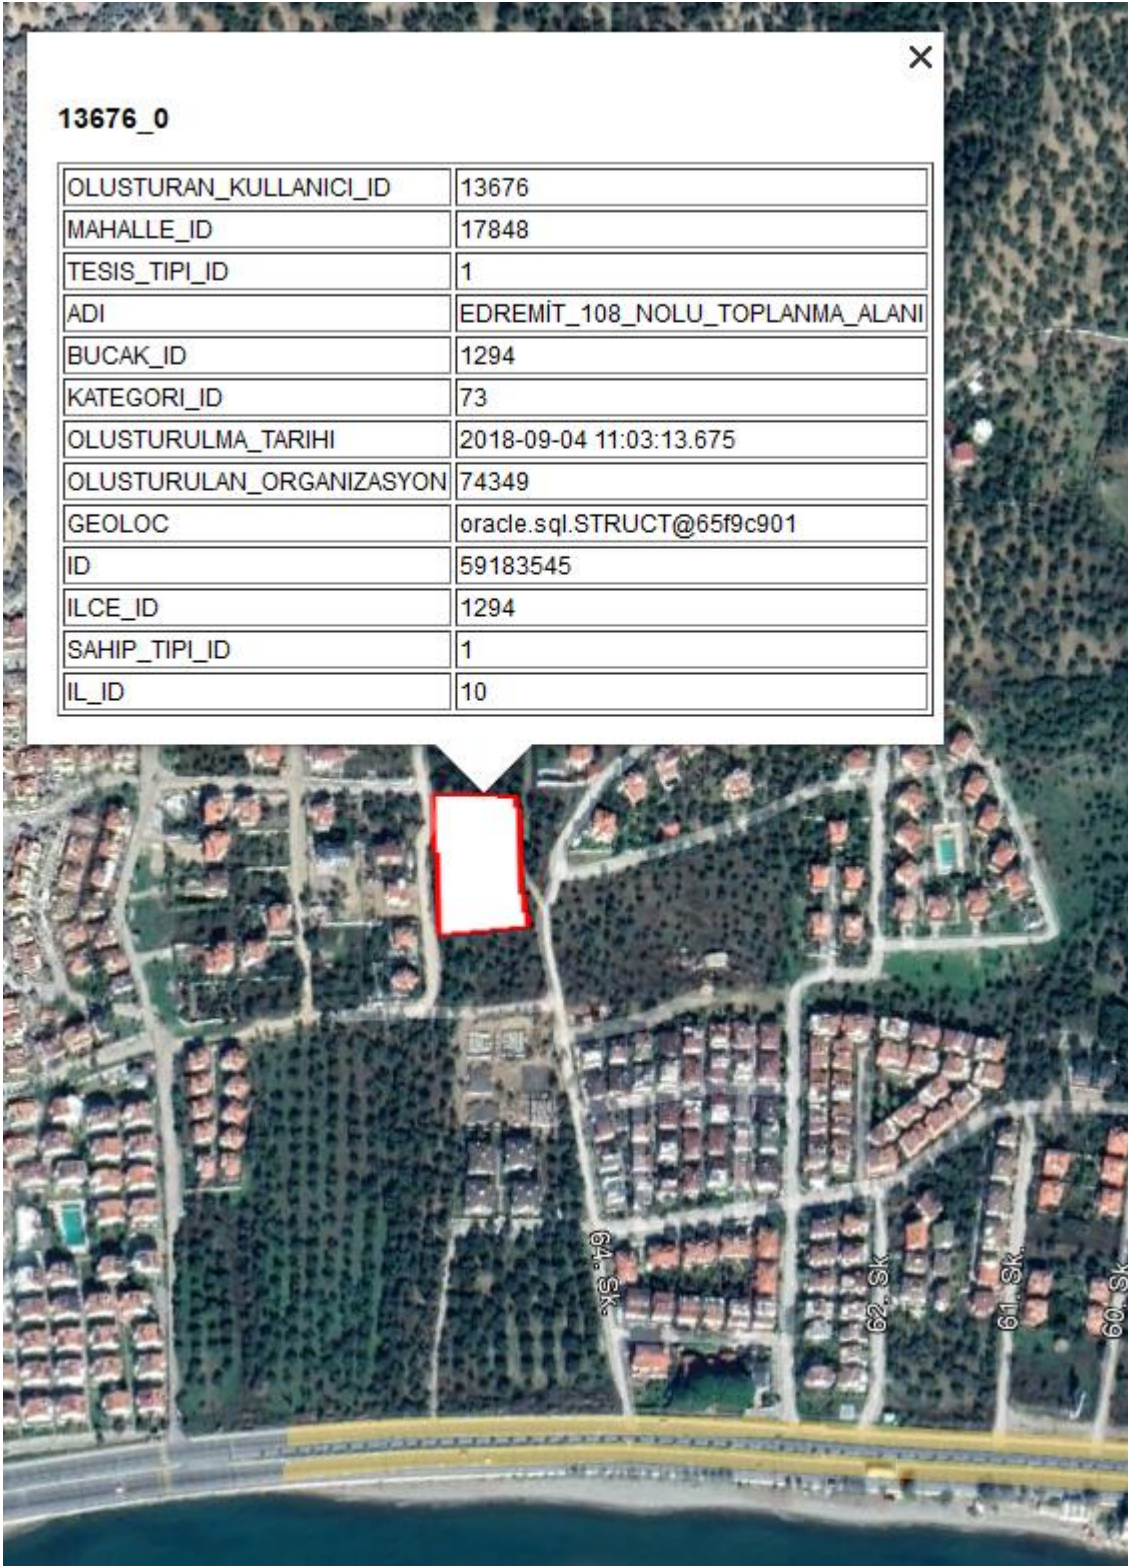 13676_0
OLUSTURAN_KULLANICI_ID 13676
MAHALLE_ID 17848
TESIS_TIPI_ID 1
ADI EDREMİT_108_NOLU_TOPLANMA_ALANI
BUCAK_ID 1294
KATEGORI_ID 73
OLUSTURULMA_TARIHI 2018-09-04 11:03:13.675
OLUSTURULAN_ORGANIZASYON 74349
GEOLOC oracle.sql.STRUCT@65f9c901
ID 59183545
ILCE_ID 1294
SAHIP_TIPI_ID 1
IL_ID 10
64. Sk.
62. Sk
61. Sk.
60. Sk.